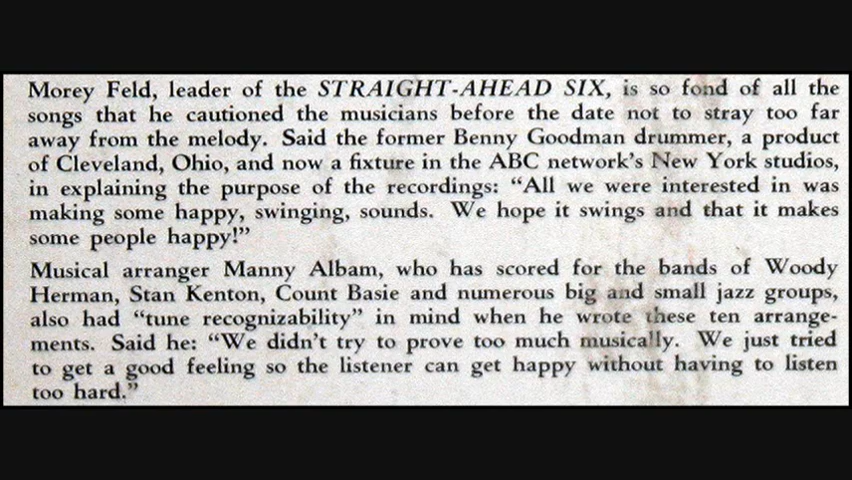 Morey Feld, leader of the STRAIGHT-AHEAD SIX, is so fond of all the
songs that he cautioned the musicians before the date not to stray too far
away from the melody. Said the former Benny Goodman drummer, a product
of Cleveland, Ohio, and now a fixture in the ABC network's New York studios,
in explaining the purpose of the recordings: “All we were interested in was
making some happy, swinging, sounds. We hope it swings and that it makes
some people happy!”
Musical arranger Manny Albam, who has scored for the bands of Woody
Herman, Stan Kenton, Count Basie and numerous big and small jazz groups,
also had “tune recognizability” in mind when he wrote these ten arrange-
ments. Said he: “We didn't try to prove too much musically. We just tried
to get a good feeling so the listener can get happy without having to listen
too hard.”